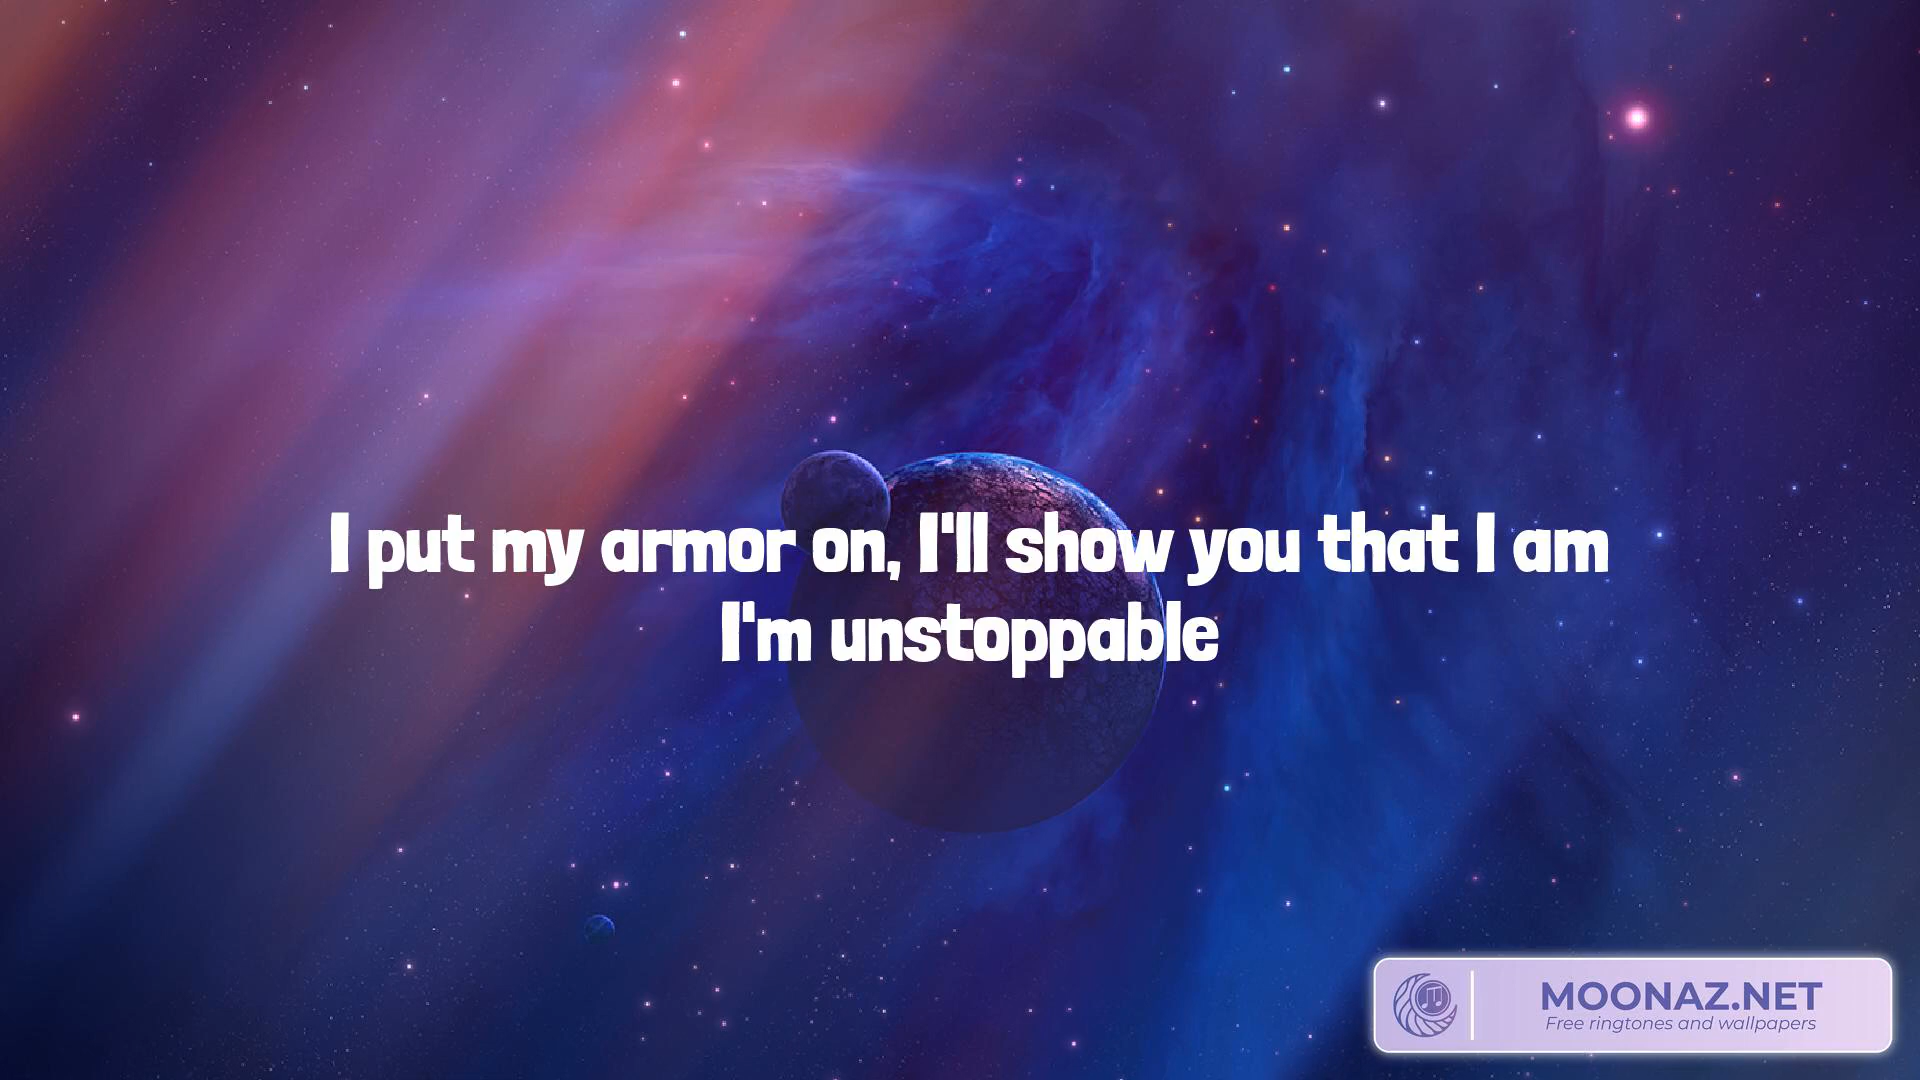 I put my armor on, I'll show you that I am
I'm unstoppable
MOONAZ.NET
Free ringtones and wallpapers